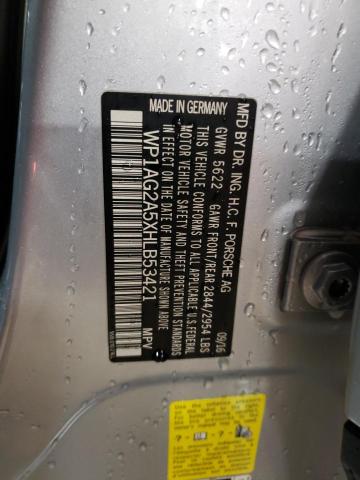 MFD BY DR. ING. H.C. F. PORSCHE AG
09/16
GVWR 5622 GAWR FRONT/REAR 2844/2954 LBS
THIS VEHICLE CONFORMS TO ALL APPLICABLE U.S. FEDERAL
MOTOR VEHICLE SAFETY AND THEFT PREVENTION STANDARDS
IN EFFECT ON THE DATE OF MANUFACTURE SHOWN ABOVE
WP1AG2A5XHLB53421
MPV
MADE IN GERMANY